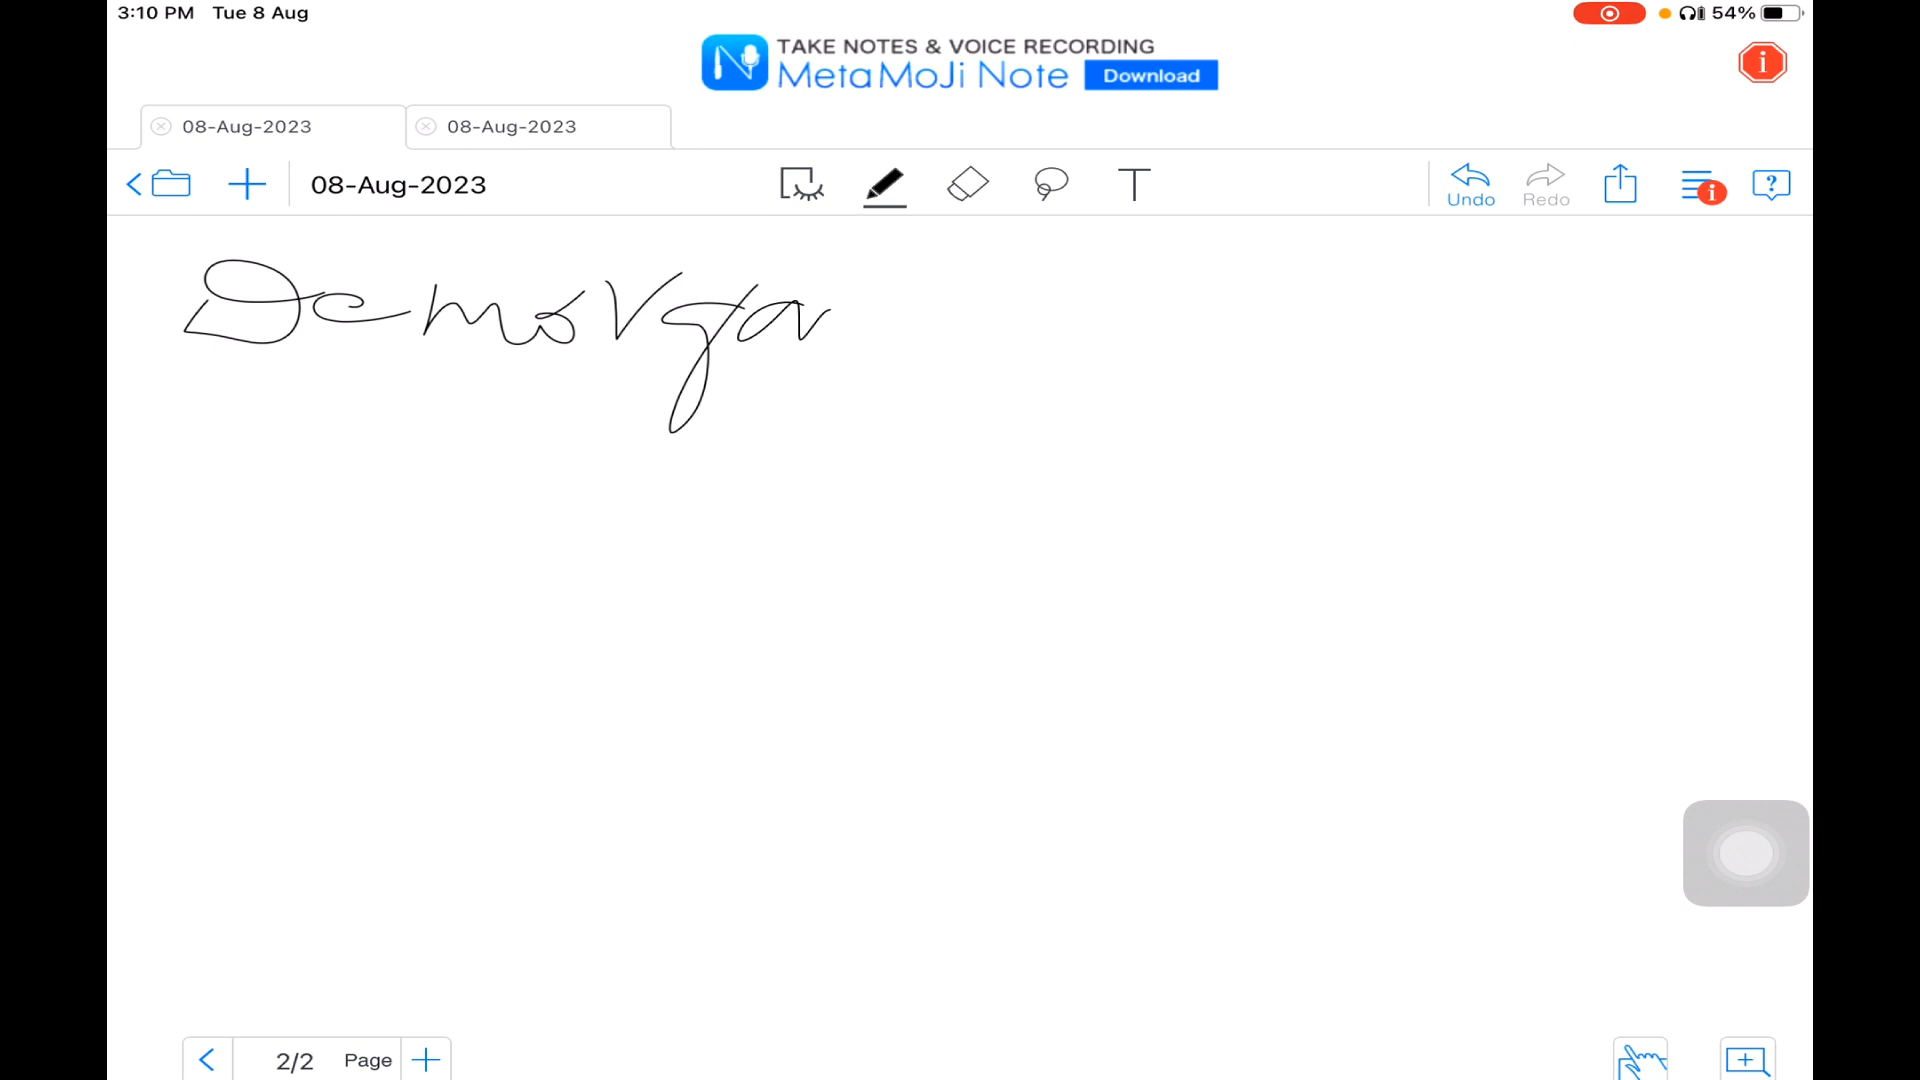 3:10 PM Tue 8 Aug 54%
TAKE NOTES & VOICE RECORDING
MetaMoJi Note Download
08-Aug-2023 08-Aug-2023
08-Aug-2023 T Undo Redo
Demorga
2/2 Page